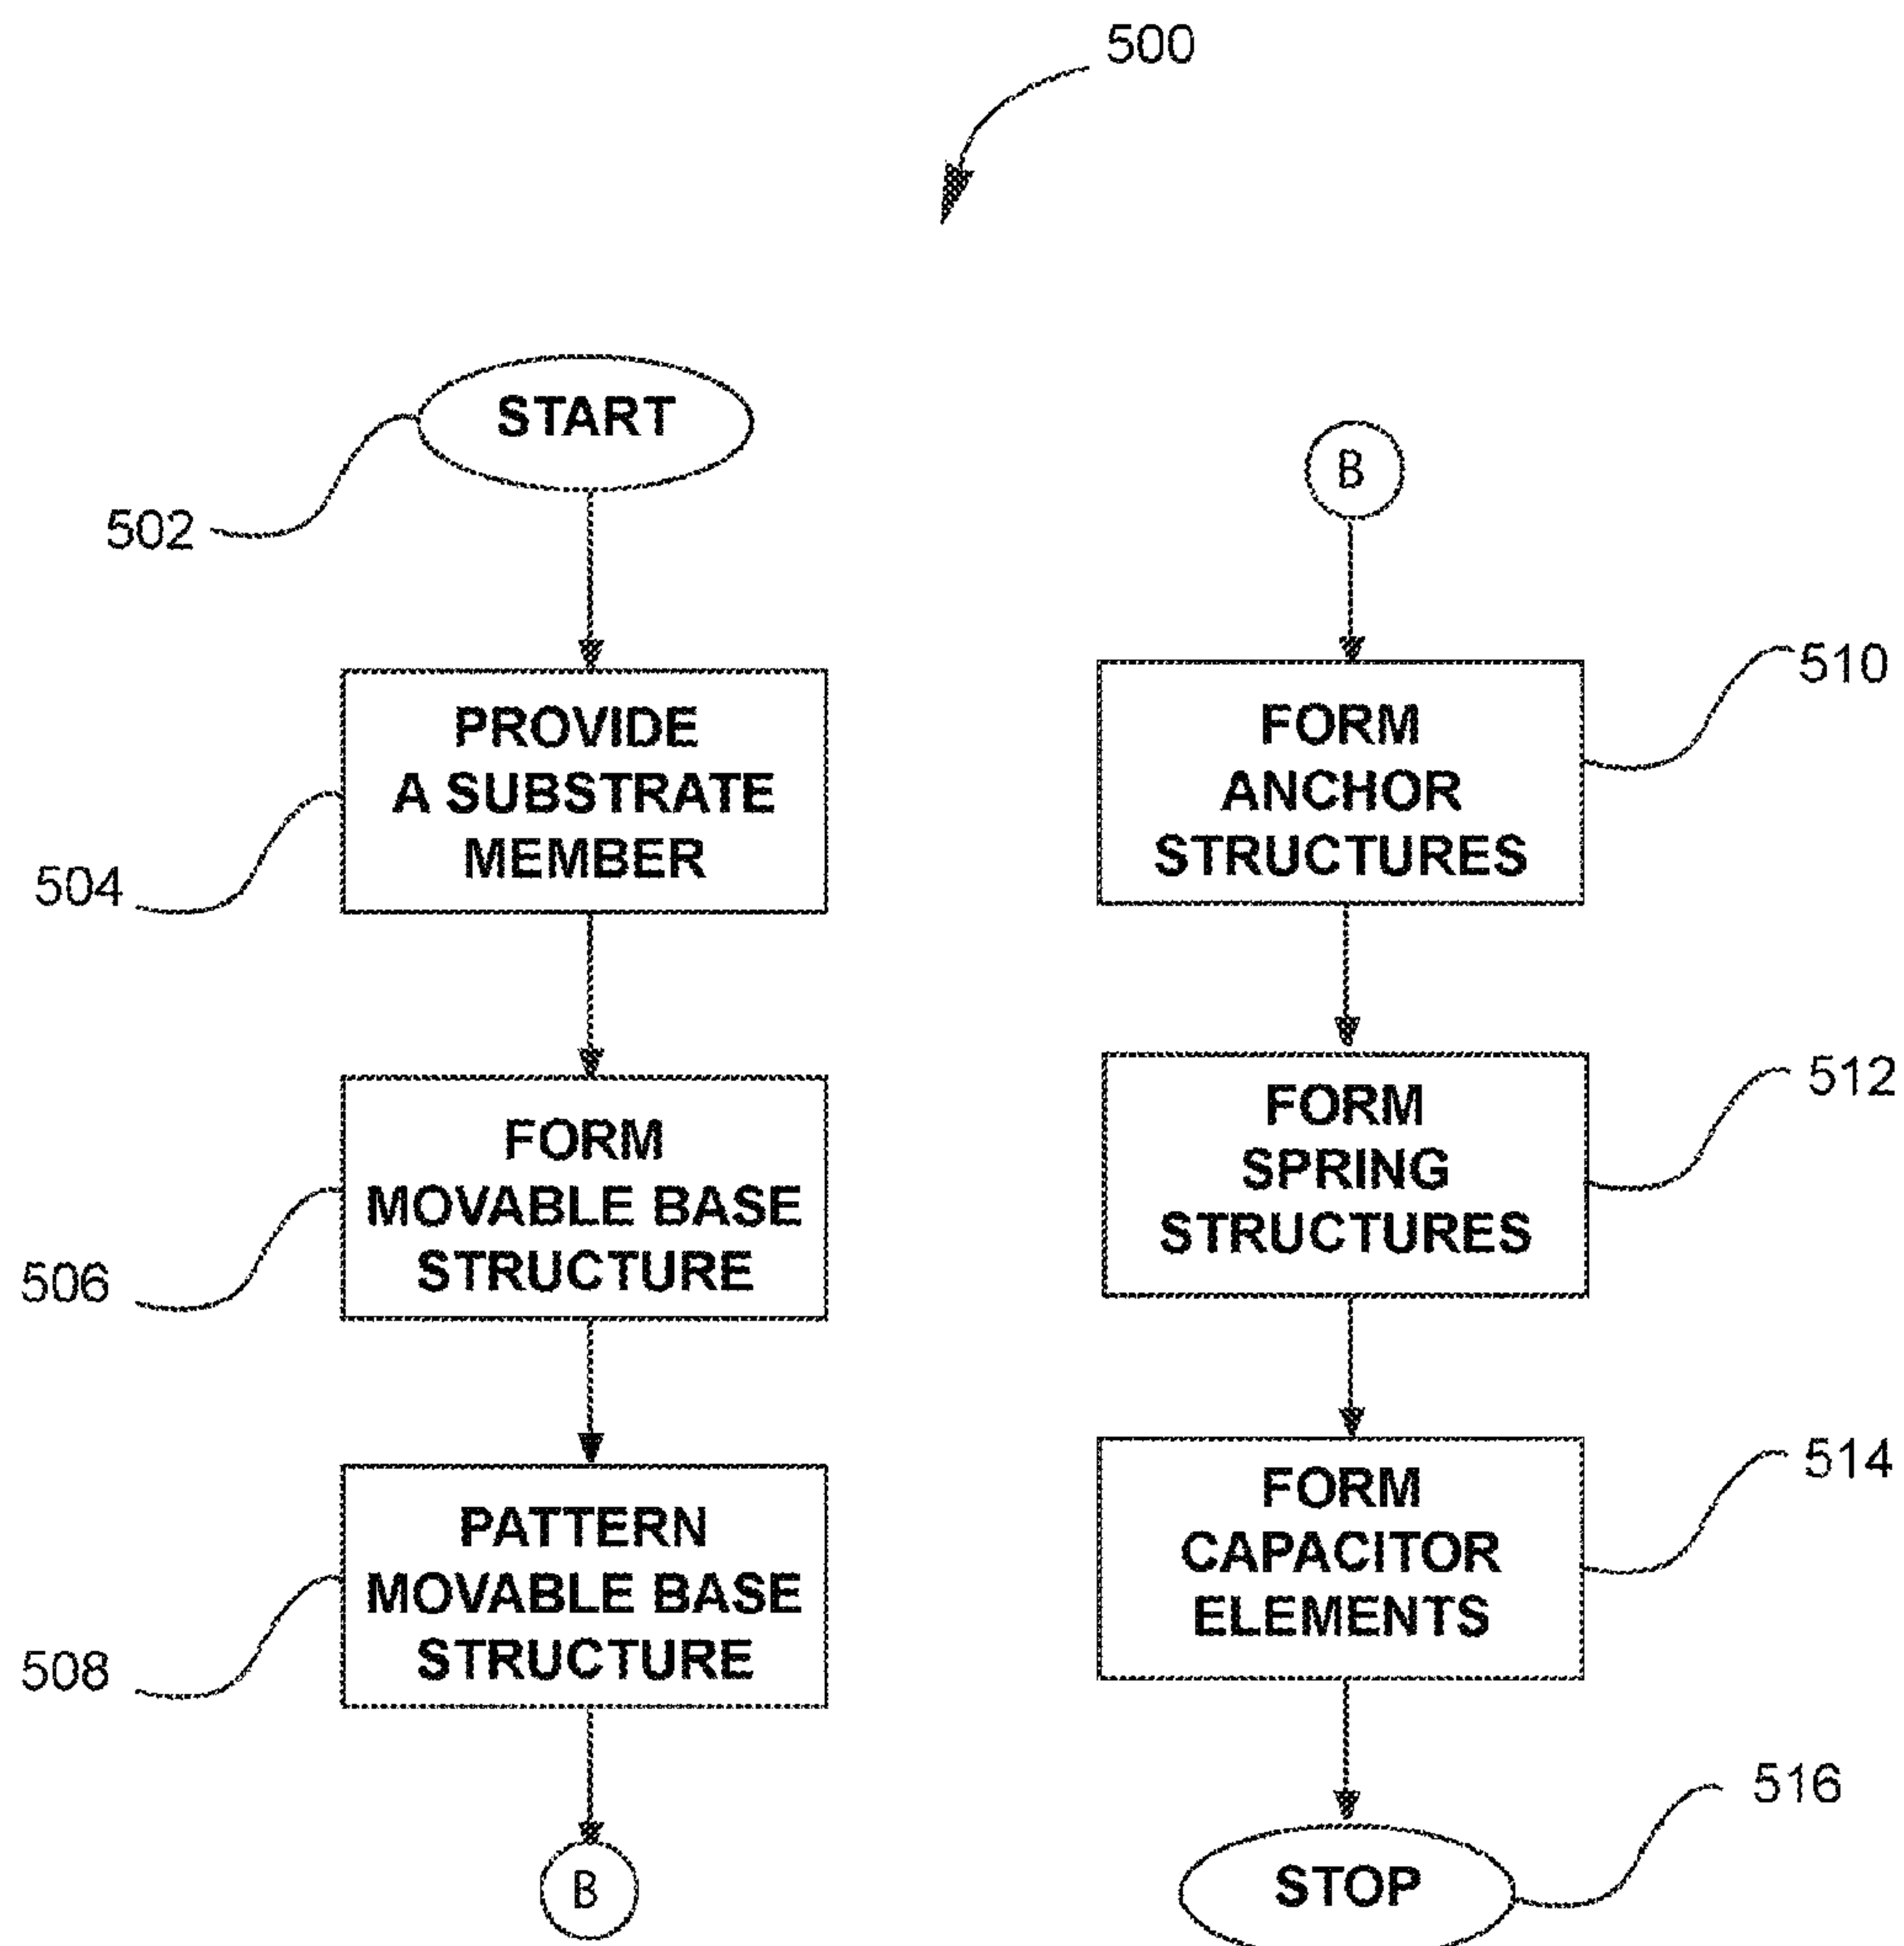 500
START
502
PROVIDE
A SUBSTRATE
MEMBER
504
FORM
MOVABLE BASE
STRUCTURE
506
PATTERN
MOVABLE BASE
STRUCTURE
508
B
B
FORM
ANCHOR
STRUCTURES
510
FORM
SPRING
STRUCTURES
512
FORM
CAPACITOR
ELEMENTS
514
STOP
516